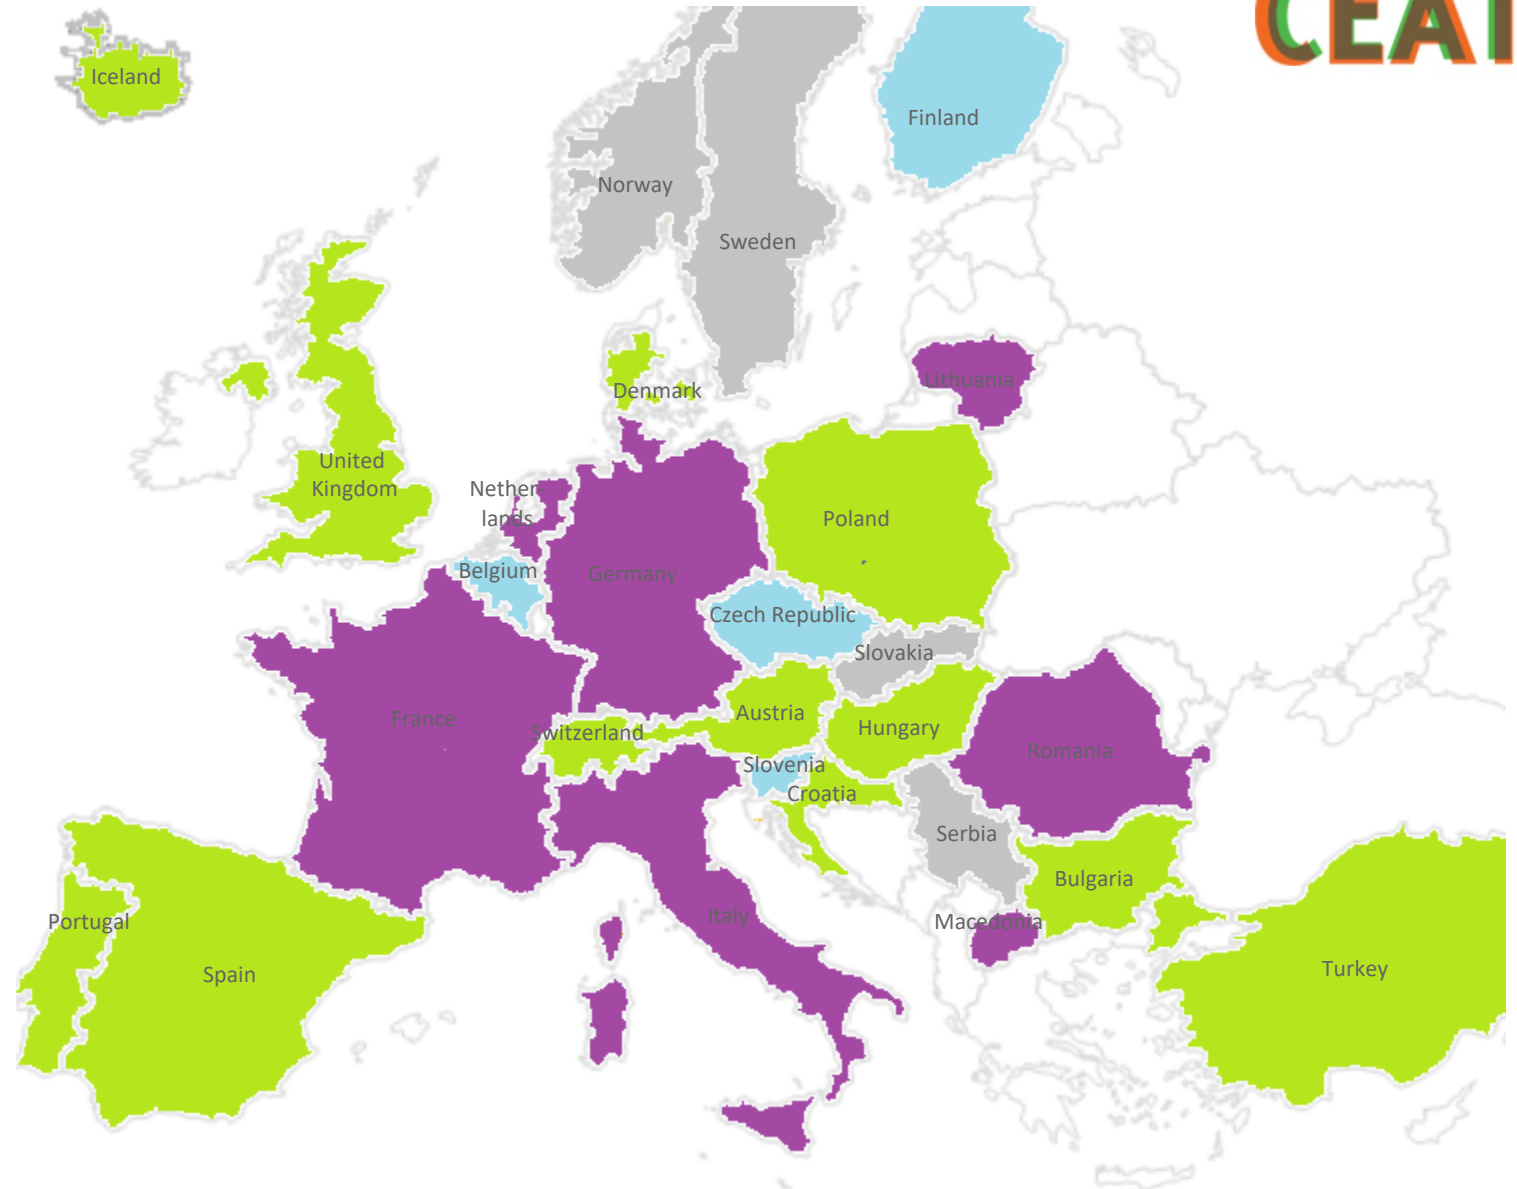 CEAT
Iceland
Finland
Norway
Sweden
Denmark
Lithuania
United
Kingdom
Nether-
lands
Poland
Belgium
Germany
Czech Republic
Slovakia
France
Switzerland
Austria
Hungary
Romania
Slovenia
Croatia
Serbia
Bulgaria
Portugal
Italy
Macedonia
Spain
Turkey